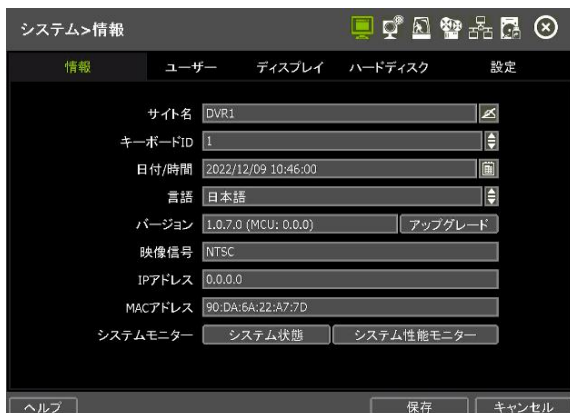 システム>情報
情報 ユーザー ディスプレイ ハードディスク 設定
サイト名 DVR1
キーボードID 1
日付/時間 2022/12/09 10:46:00
言語 日本語
バージョン 1.0.7.0 (MCU: 0.0.0) アップグレード
映像信号 NTSC
IPアドレス 0.0.0.0
MACアドレス 90:DA:6A:22:A7:7D
システムモニター システム状態 システム性能モニター
ヘルプ 保存 キャンセル